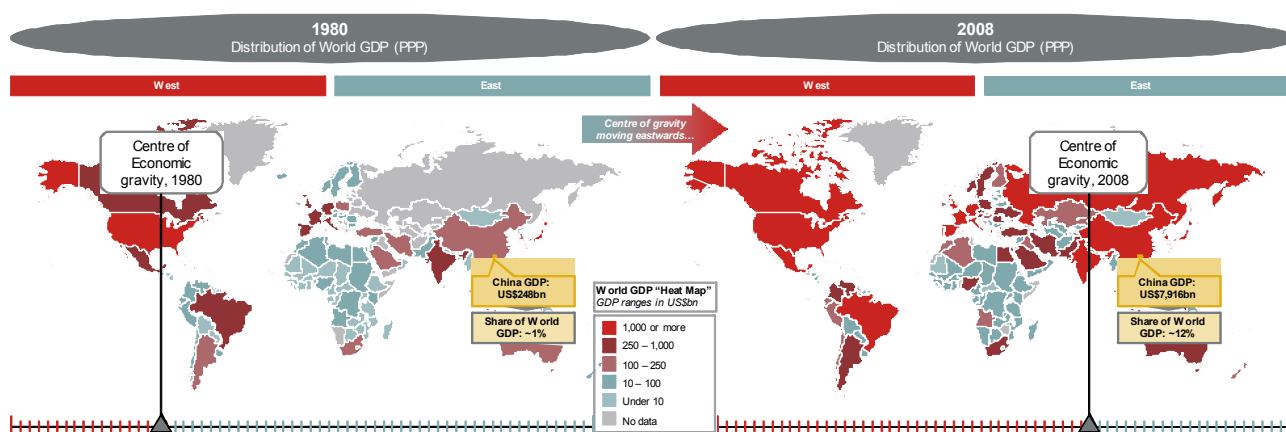 1980
Distribution of World GDP (PPP)
2008
Distribution of World GDP (PPP)
West
East
West
East
Centre of
Economic
gravity, 1980
Centre of gravity
moving eastwards...
Centre of
Economic
gravity, 2008
China GDP:
US$248bn
Share of World
GDP: ~1%
World GDP “Heat Map”
GDP ranges in US$bn
1,000 or more
250 – 1,000
100 – 250
10 – 100
Under 10
No data
China GDP:
US$7,916bn
Share of World
GDP: ~12%